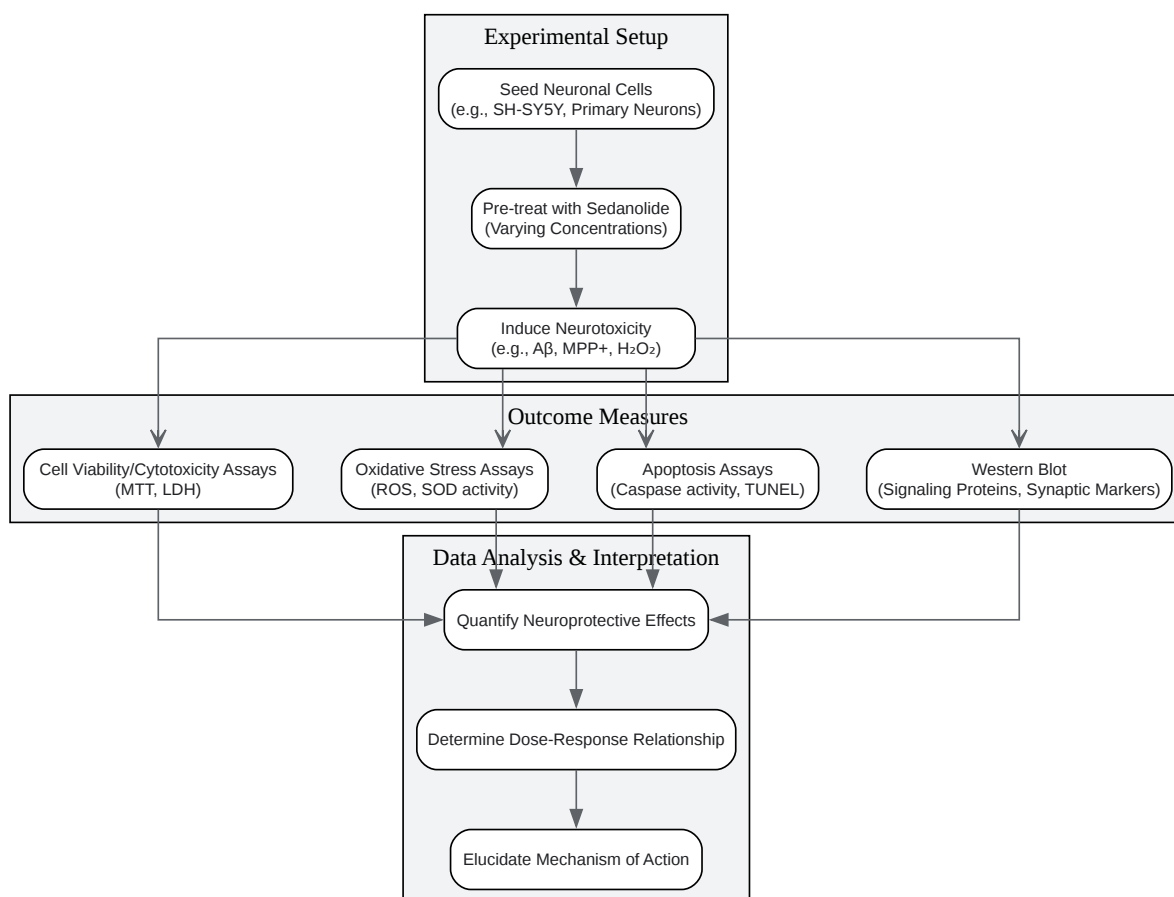 Experimental Setup
Seed Neuronal Cells
(e.g., SH-SY5Y, Primary Neurons)
Pre-treat with Sedanolide
(Varying Concentrations)
Induce Neurotoxicity
(e.g., Aβ, MPP+, H₂O₂)
Outcome Measures
Cell Viability/Cytotoxicity Assays
(MTT, LDH)
Oxidative Stress Assays
(ROS, SOD activity)
Apoptosis Assays
(Caspase activity, TUNEL)
Western Blot
(Signaling Proteins, Synaptic Markers)
Data Analysis & Interpretation
Quantify Neuroprotective Effects
Determine Dose-Response Relationship
Elucidate Mechanism of Action